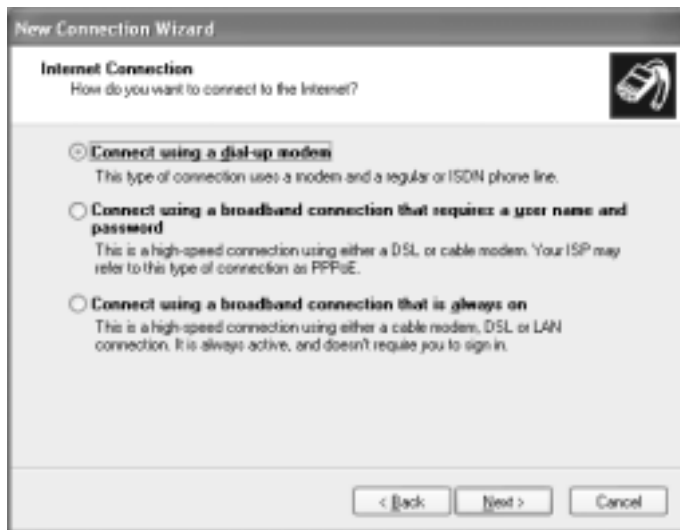 New Connection Wizard
Internet Connection
How do you want to connect to the Internet?
Connect using a dial-up modem
This type of connection uses a modem and a regular or ISDN phone line.
Connect using a broadband connection that requires a user name and
password
This is a high-speed connection using either a DSL or cable modem. Your ISP may
refer to this type of connection as PPPoE.
Connect using a broadband connection that is always on
This is a high-speed connection using either a cable modem, DSL or LAN
connection. It is always active, and doesn't require you to sign in.
< Back Next > Cancel